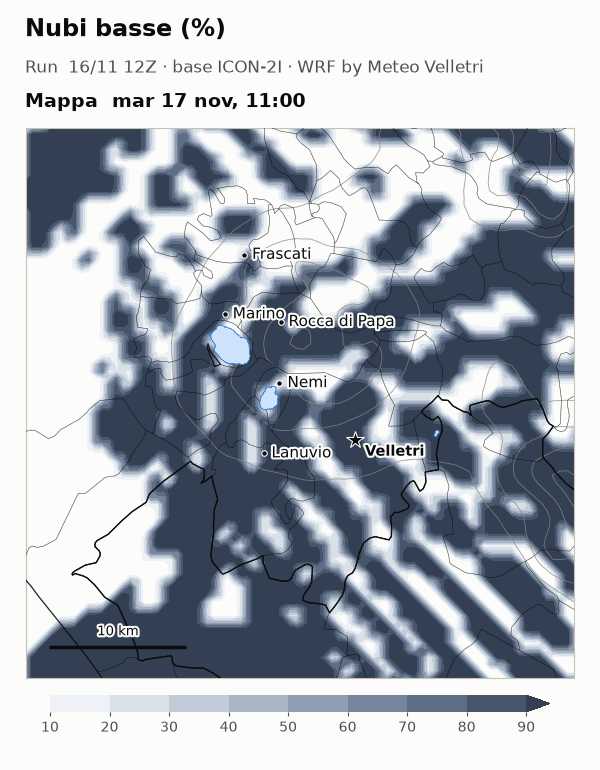 Nubi basse (%)
Run  16/11 12Z · base ICON-2I · WRF by Meteo Velletri
Mappa  mar 17 nov, 11:00
Frascati
Marino
Rocca di Papa
Nemi
Velletri
Lanuvio
10 km
10 20 30 40 50 60 70 80 90